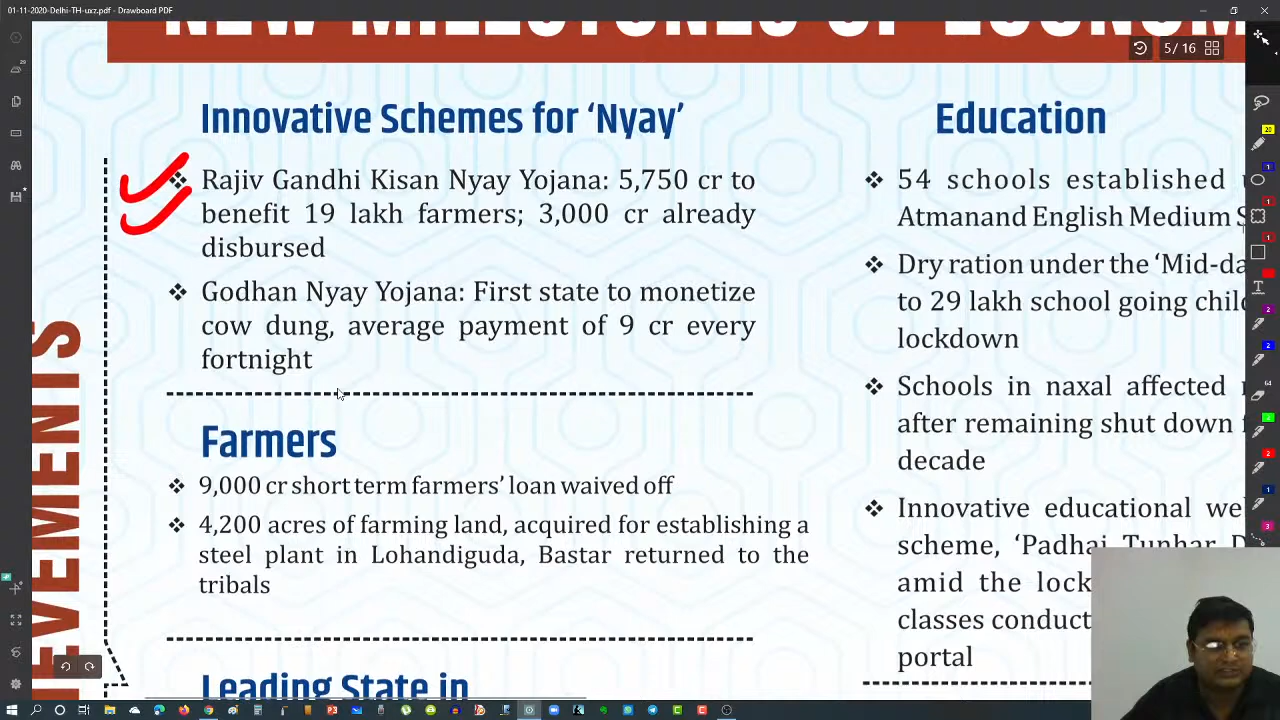 01-11-2020-Delhi-TH-uxz.pdf - Drawboard PDF
5 / 16
NEW MILESTONES OF ECONOM
Innovative Schemes for ‘Nyay’
❖ Rajiv Gandhi Kisan Nyay Yojana: 5,750 cr to
benefit 19 lakh farmers; 3,000 cr already
disbursed
❖ Godhan Nyay Yojana: First state to monetize
cow dung, average payment of 9 cr every
fortnight
Farmers
❖ 9,000 cr short term farmers’ loan waived off
❖ 4,200 acres of farming land, acquired for establishing a
steel plant in Lohandiguda, Bastar returned to the
tribals
Leading State in
Education
❖ 54 schools established
Atmanand English Medium S
❖ Dry ration under the ‘Mid-da
to 29 lakh school going chil
lockdown
❖ Schools in naxal affected
after remaining shut down
decade
❖ Innovative educational we
scheme, ‘Padhai Tunhar D
amid the lock
classes conduct
portal
EVEMENTS